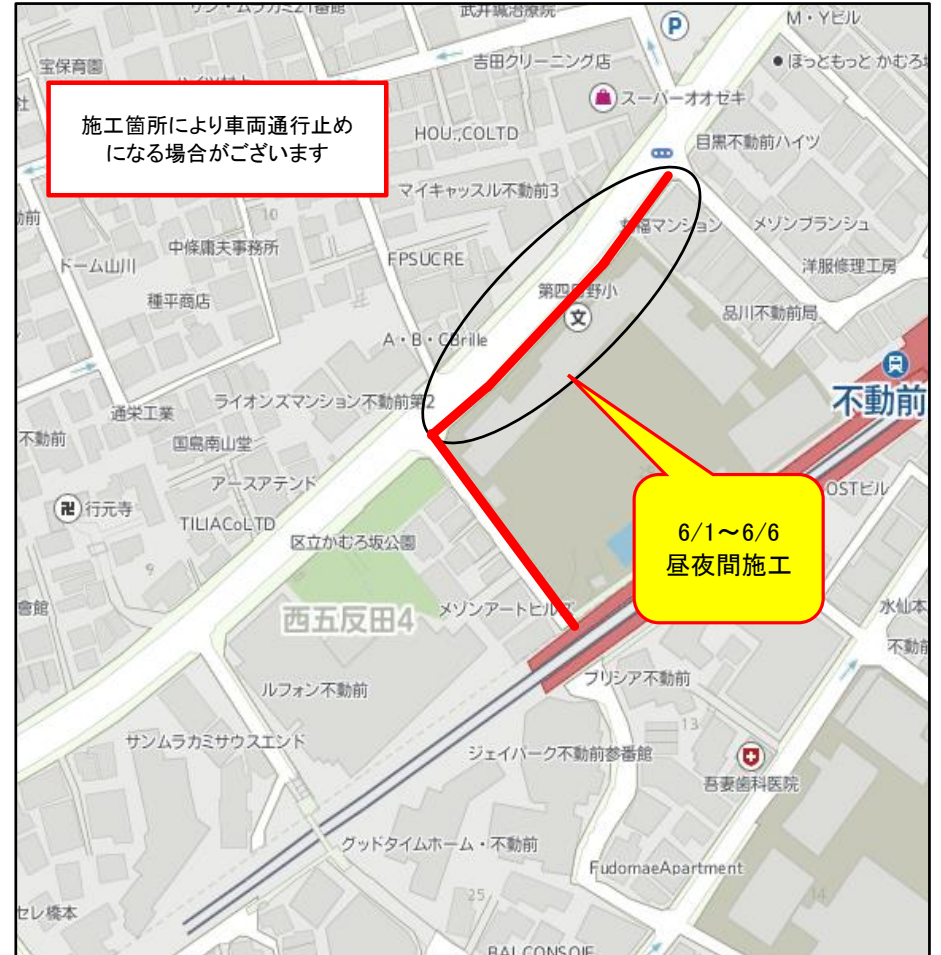 武井鍼治療院
M・Yビル
宝保育園
吉田クリーニング店
ほっともっと かむろ
スーパーオオゼキ
施工箇所により車両通行止め
になる場合がございます
HOU.,COLTD
目黒不動前ハイツ
マイキャッスル不動前3
10
中條庸夫事務所
FPSUCRE
メゾンブランシュ
ドーム山川
洋服修理工房
種平商店
品川不動前局
文
A・B・CBrille
不動前
ライオンズマンション不動前第2
通栄工業
不動前
国島南山堂
アースアテンド
OSTビル
卍
行元寺
TILIACoLTD
6/1～6/6
昼夜間施工
区立かむろ坂公園
9
會館
メゾンアートヒルズ
水仙本
西五反田4
不動前
ルフォン不動前
プリシア不動前
13
サンムラカミサウスエンド
ジェイパーク不動前参番館
吾妻歯科医院
グッドタイムホーム・不動前
FudomaeApartment
25
14
セレ橋本
P